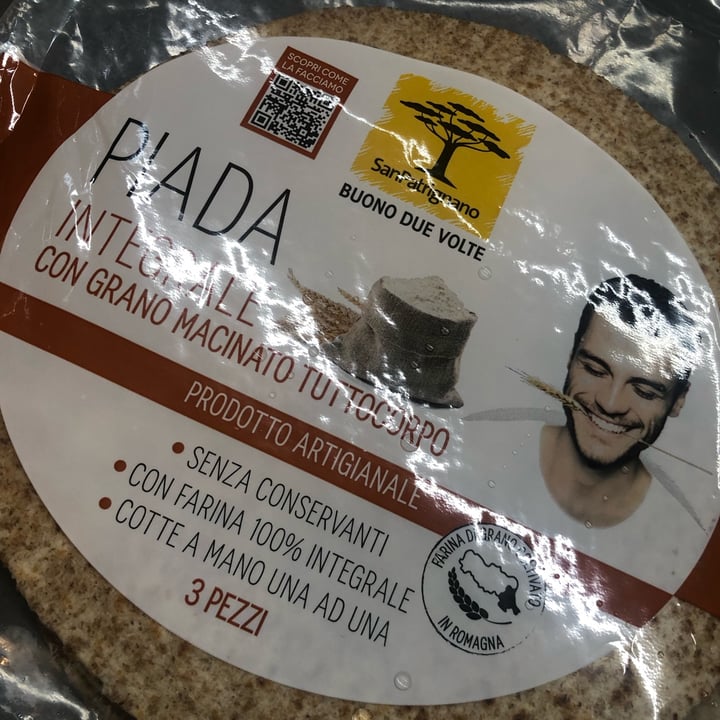 SCOPRI COME
LA FACCIAMO
SanPatrignano
BUONO DUE VOLTE
PIADA
INTEGRALE
CON GRANO MACINATO TUTTOCORPO
PRODOTTO ARTIGIANALE
• SENZA CONSERVANTI
• CON FARINA 100% INTEGRALE
• COTTE A MANO UNA AD UNA
3 PEZZI
FARINA DI GRANO COLTIVATO
IN ROMAGNA